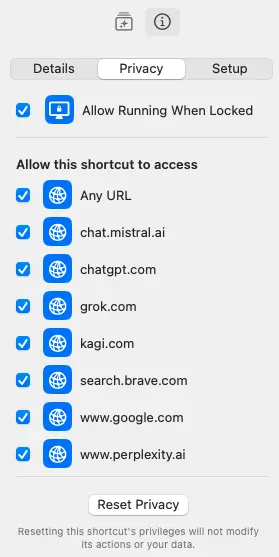 Details Privacy Setup
Allow Running When Locked
Allow this shortcut to access
Any URL
chat.mistral.ai
chatgpt.com
grok.com
kagi.com
search.brave.com
www.google.com
www.perplexity.ai
Reset Privacy
Resetting this shortcut's privileges will not modify
its actions or your data.